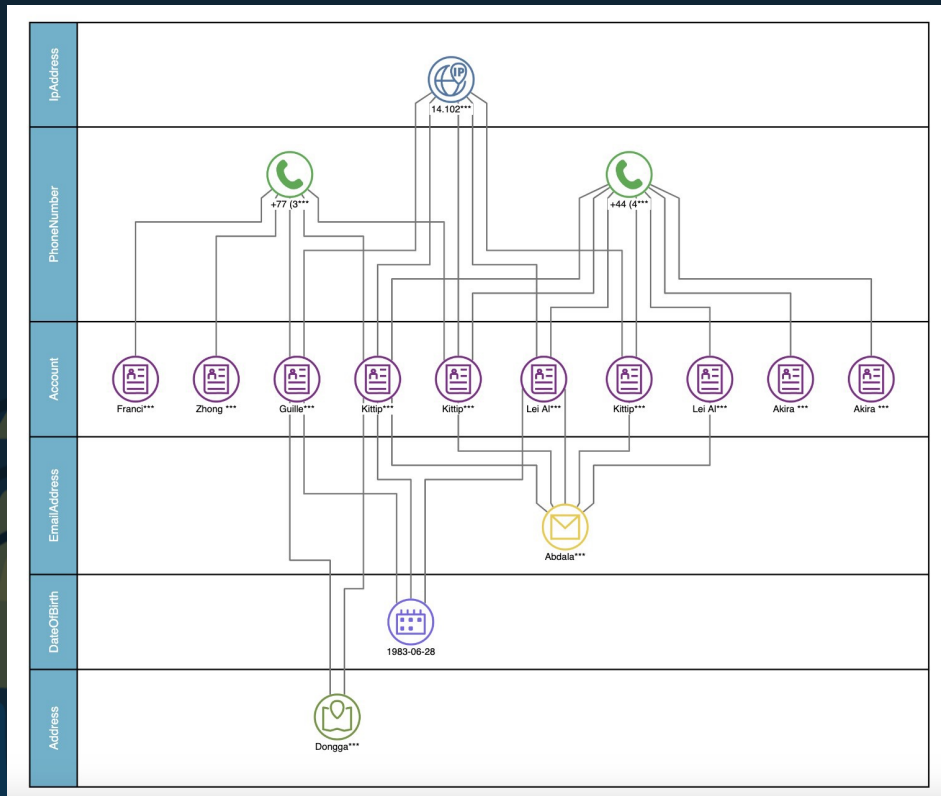 IpAddress
14.102***
PhoneNumber
+77 (3***
+44 (4***
Account
Franci***
Zhong ***
Guille***
Kittip***
Kittip***
Lei Al***
Kittip***
Lei Al***
Akira ***
Akira ***
EmailAddress
Abdala***
DateOfBirth
1983-06-28
Address
Dongga***